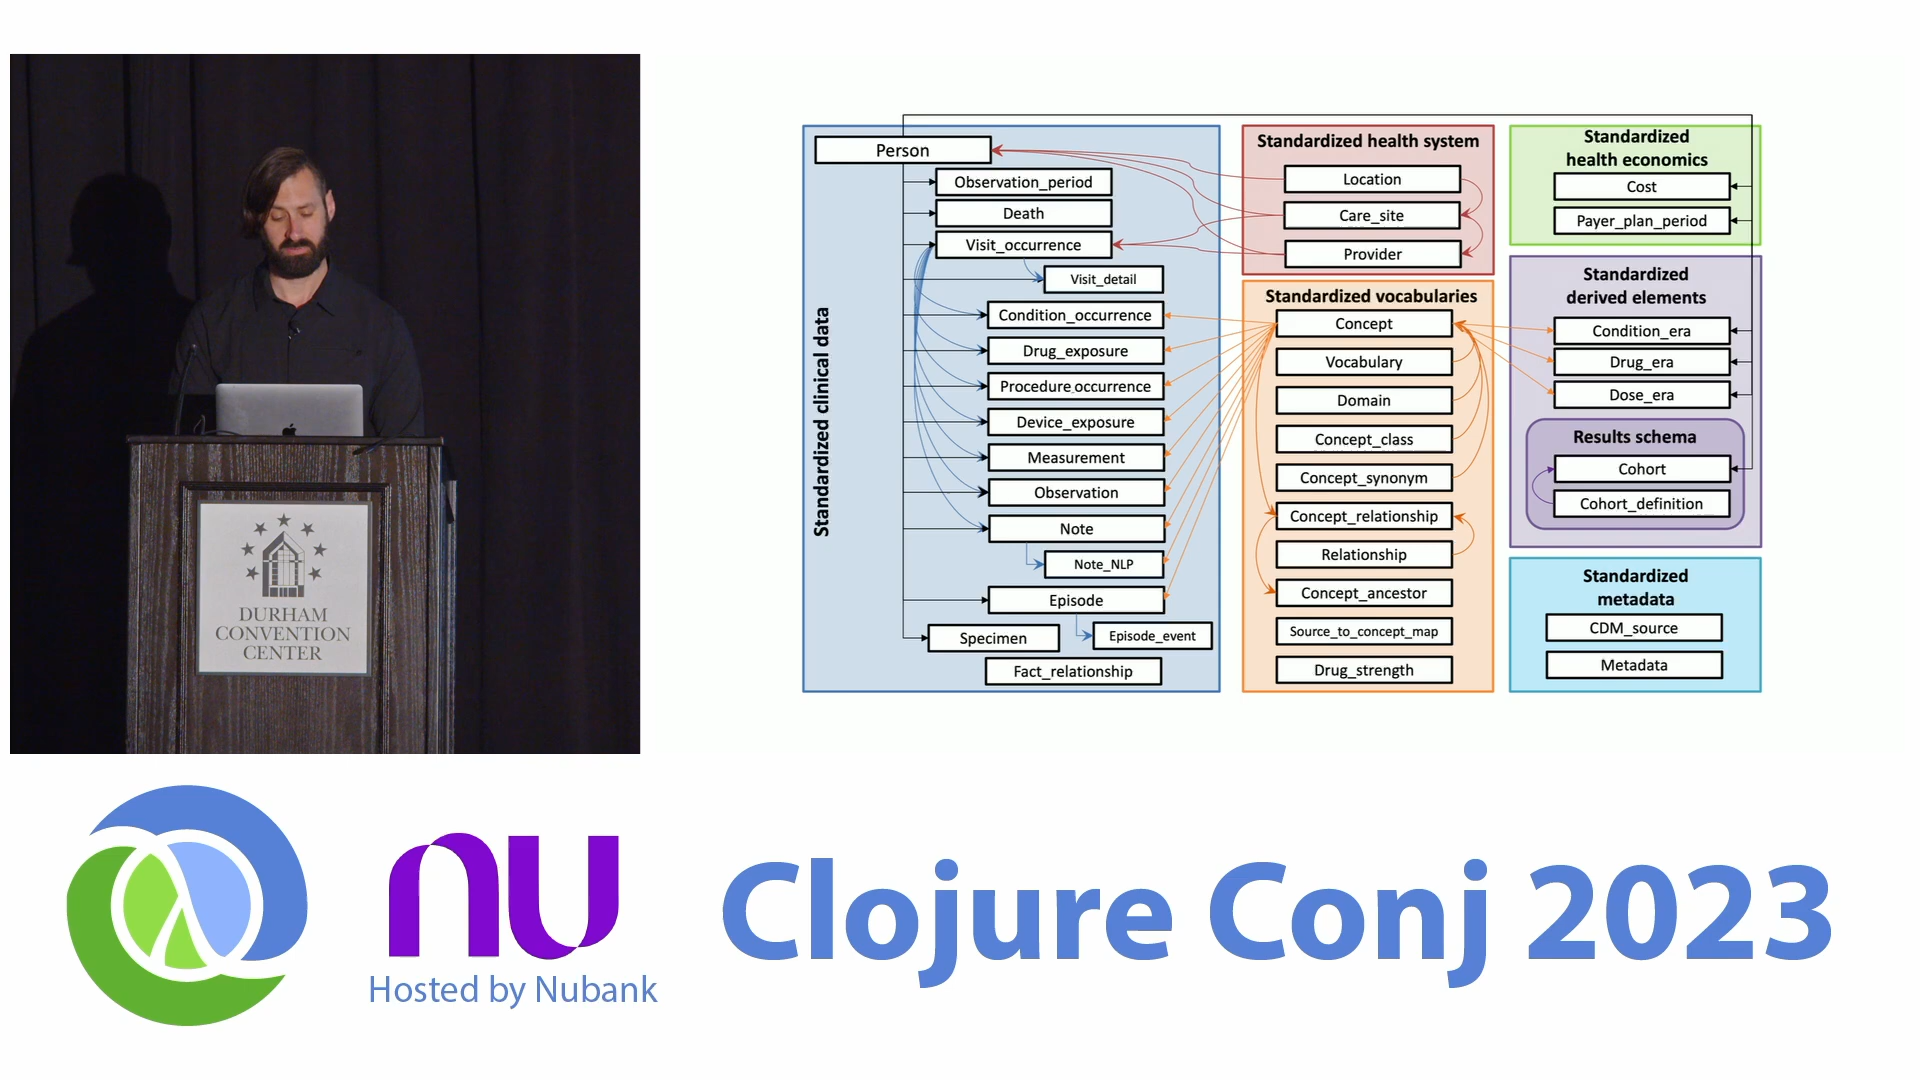 DURHAM
CONVENTION
CENTER
Standardized clinical data
Person
Observation_period
Death
Visit_occurrence
Visit_detail
Condition_occurrence
Drug_exposure
Procedure_occurrence
Device_exposure
Measurement
Observation
Note
Note_NLP
Episode
Specimen
Episode_event
Fact_relationship
Standardized health system
Location
Care_site
Provider
Standardized vocabularies
Concept
Vocabulary
Domain
Concept_class
Concept_synonym
Concept_relationship
Relationship
Concept_ancestor
Source_to_concept_map
Drug_strength
Standardized
health economics
Cost
Payer_plan_period
Standardized
derived elements
Condition_era
Drug_era
Dose_era
Results schema
Cohort
Cohort_definition
Standardized
metadata
CDM_source
Metadata
nu
Hosted by Nubank
Clojure Conj 2023